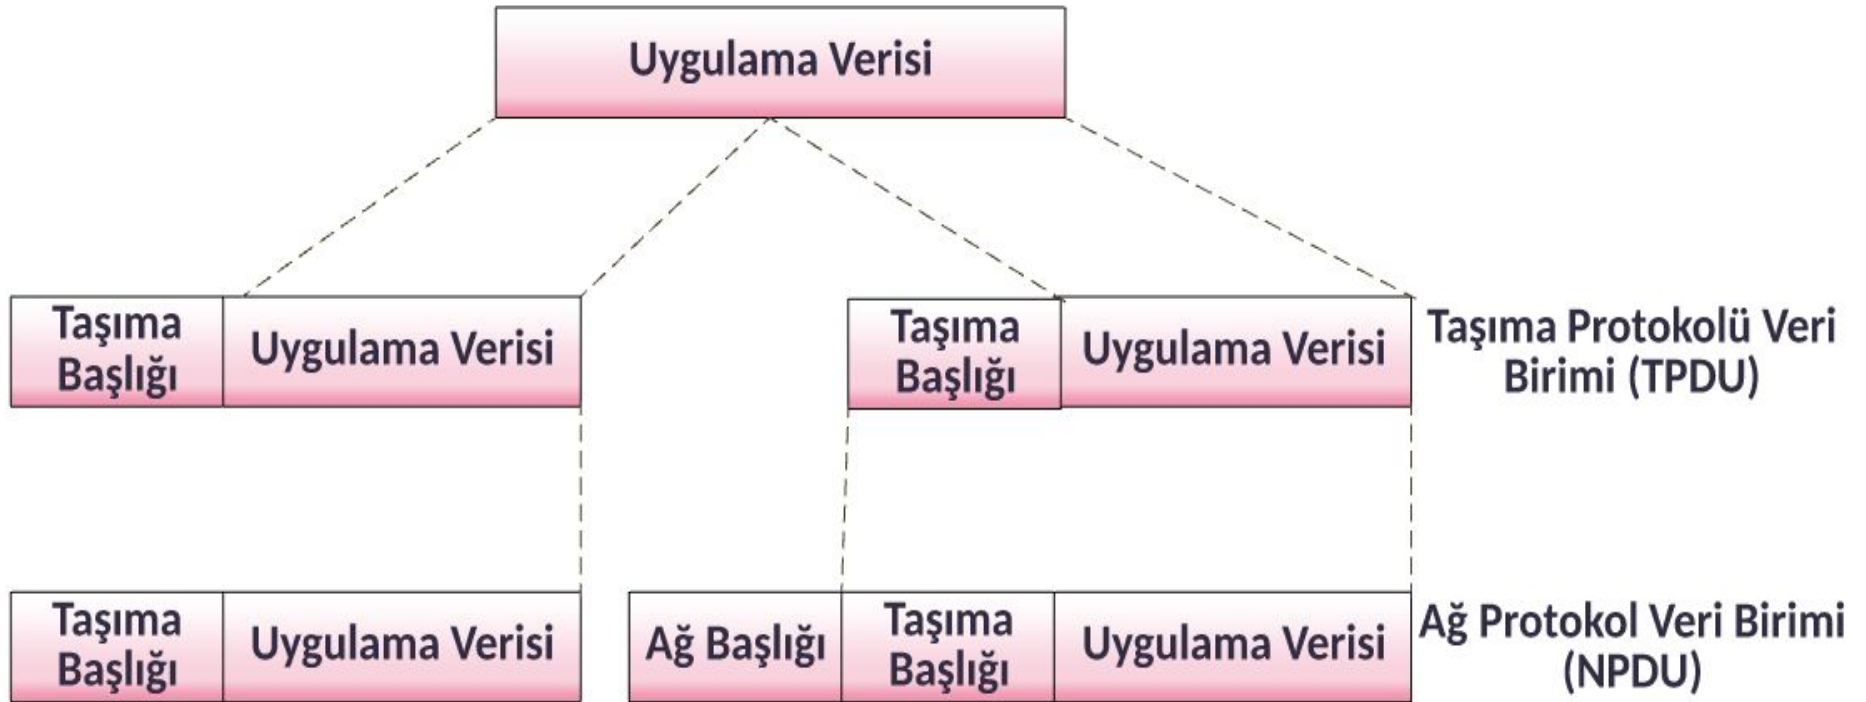 Uygulama Verisi
Taşıma
Başlığı
Uygulama Verisi
Taşıma
Başlığı
Uygulama Verisi
Taşıma Protokolü Veri
Birimi (TPDU)
Taşıma
Başlığı
Uygulama Verisi
Ağ Başlığı
Taşıma
Başlığı
Uygulama Verisi
Ağ Protokol Veri Birimi
(NPDU)